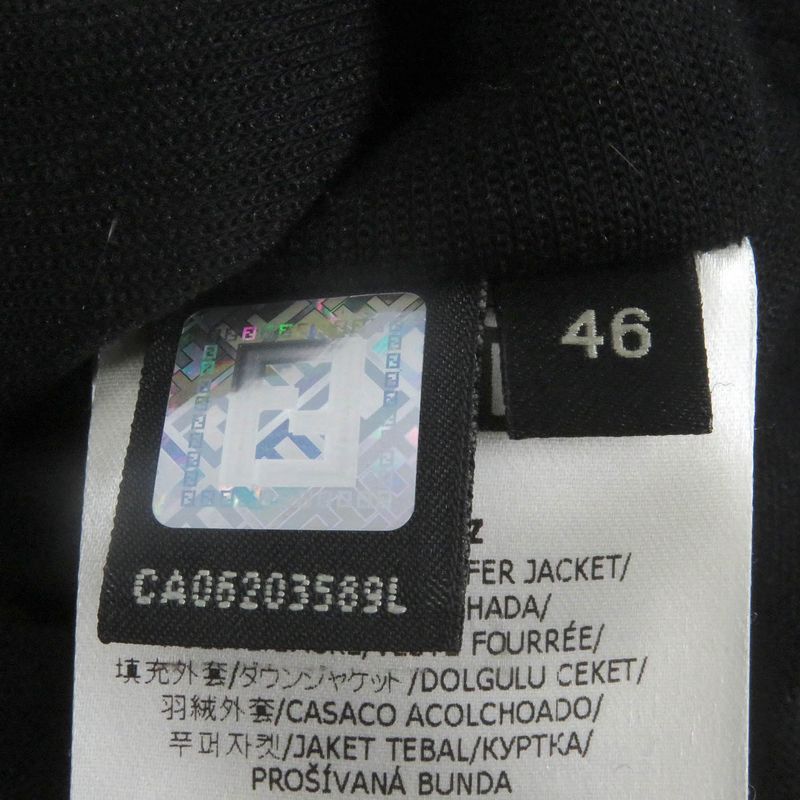 46
CA06203589L
Z
FER JACKET/
HADA/
FOURRÉE/
填充外套/ダウンジャケット/DOLGULU CEKET/
羽絨外套/CASACO ACOLCHOADO/
푸퍼자켓/JAKET TEBAL/КУРТКА/
PROŠÍVANÁ BUNDA